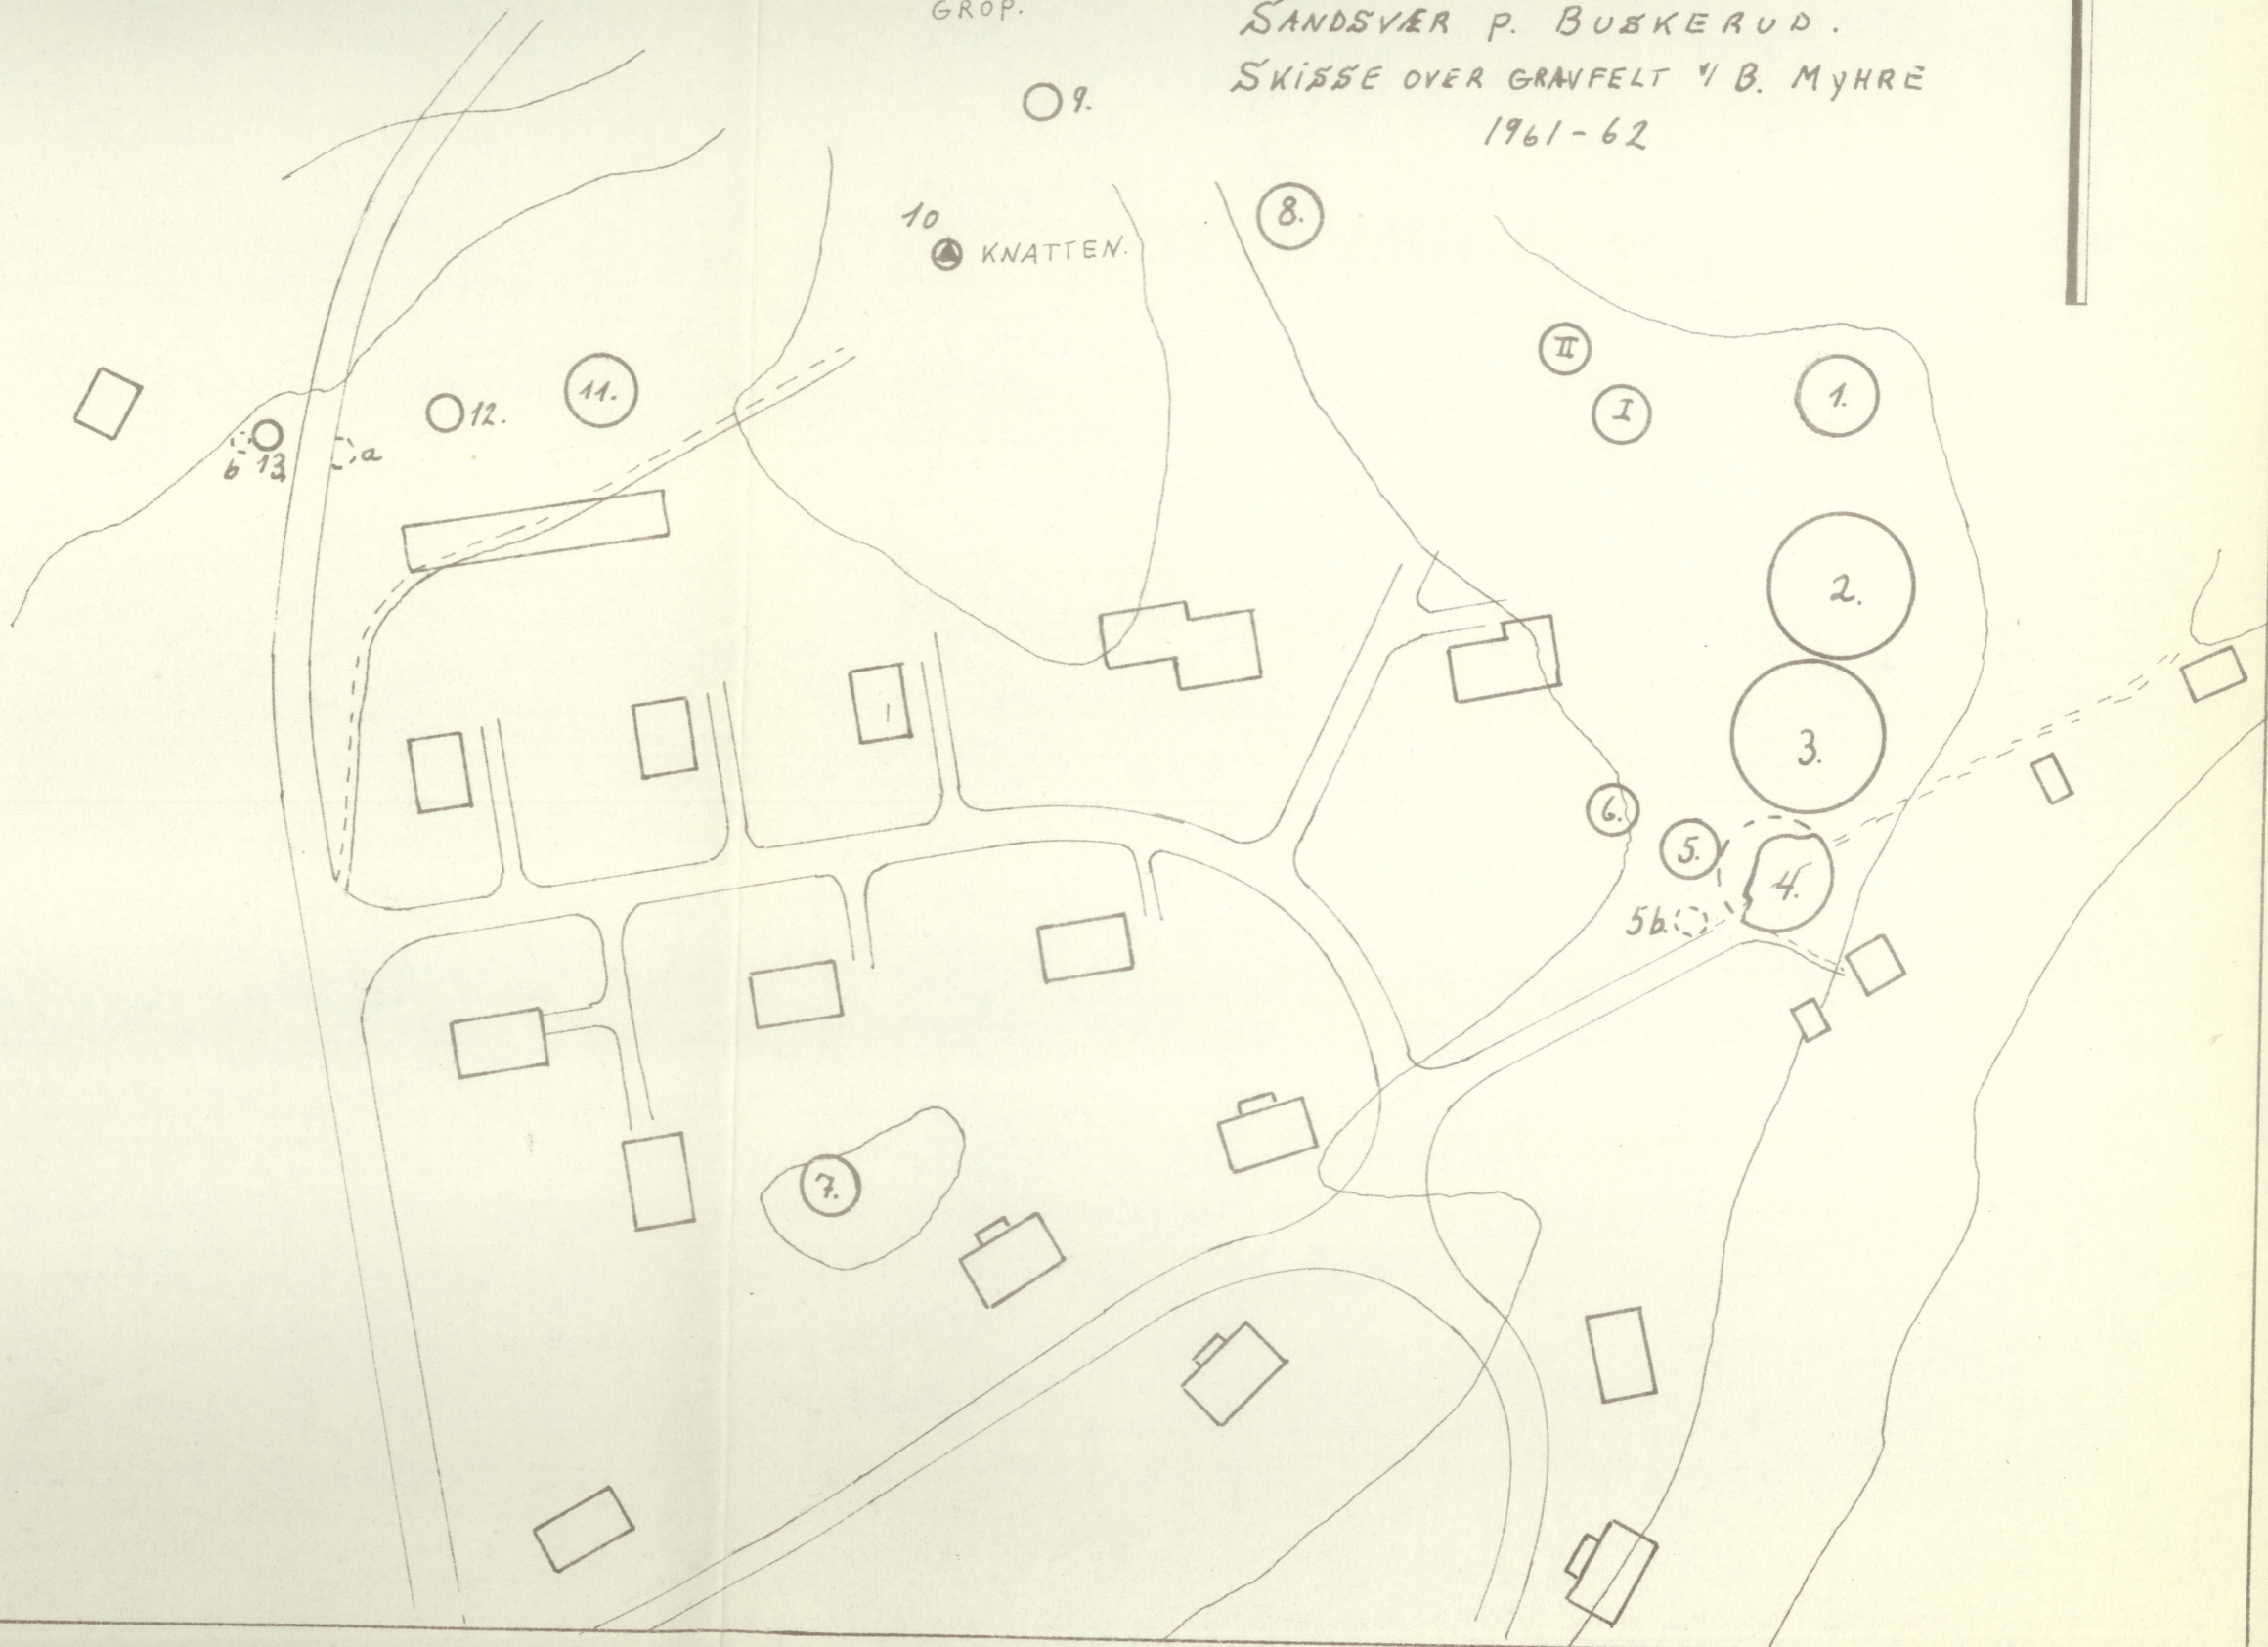 GROP.
SANDSVÆR P. BUSKERUD.
SKISSE OVER GRAVFELT V/ B. MYHRE
1961-62
9.
8.
10
KNATTEN.
II
I
1.
11.
12.
b 13
a
2.
3.
6.
5.
4.
5b.
7.